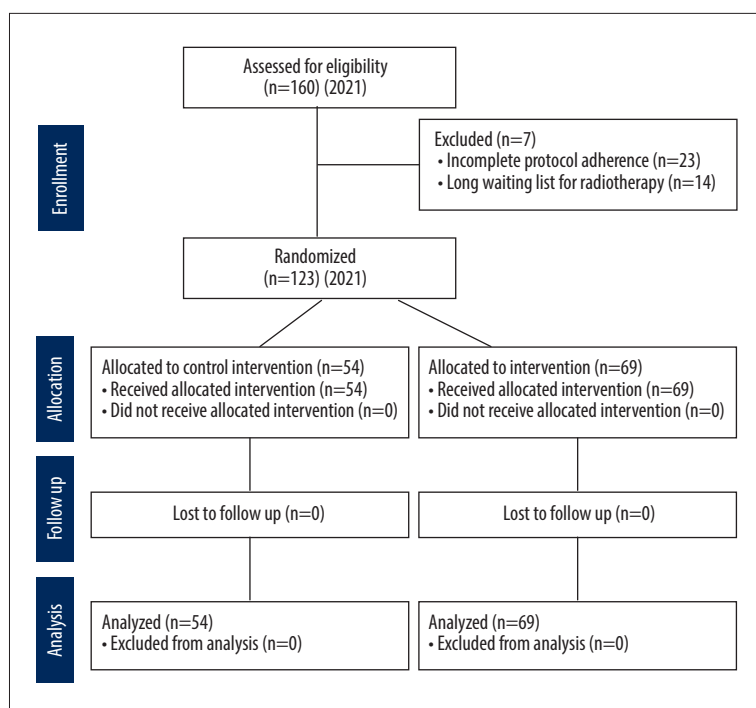 Assessed for eligibility
(n=160) (2021)
Enrollment
Excluded (n=7)
• Incomplete protocol adherence (n=23)
• Long waiting list for radiotherapy (n=14)
Randomized
(n=123) (2021)
Allocation
Allocated to control intervention (n=54)
• Received allocated intervention (n=54)
• Did not receive allocated intervention (n=0)
Allocated to intervention (n=69)
• Received allocated intervention (n=69)
• Did not receive allocated intervention (n=0)
Follow up
Lost to follow up (n=0)
Lost to follow up (n=0)
Analysis
Analyzed (n=54)
• Excluded from analysis (n=0)
Analyzed (n=69)
• Excluded from analysis (n=0)